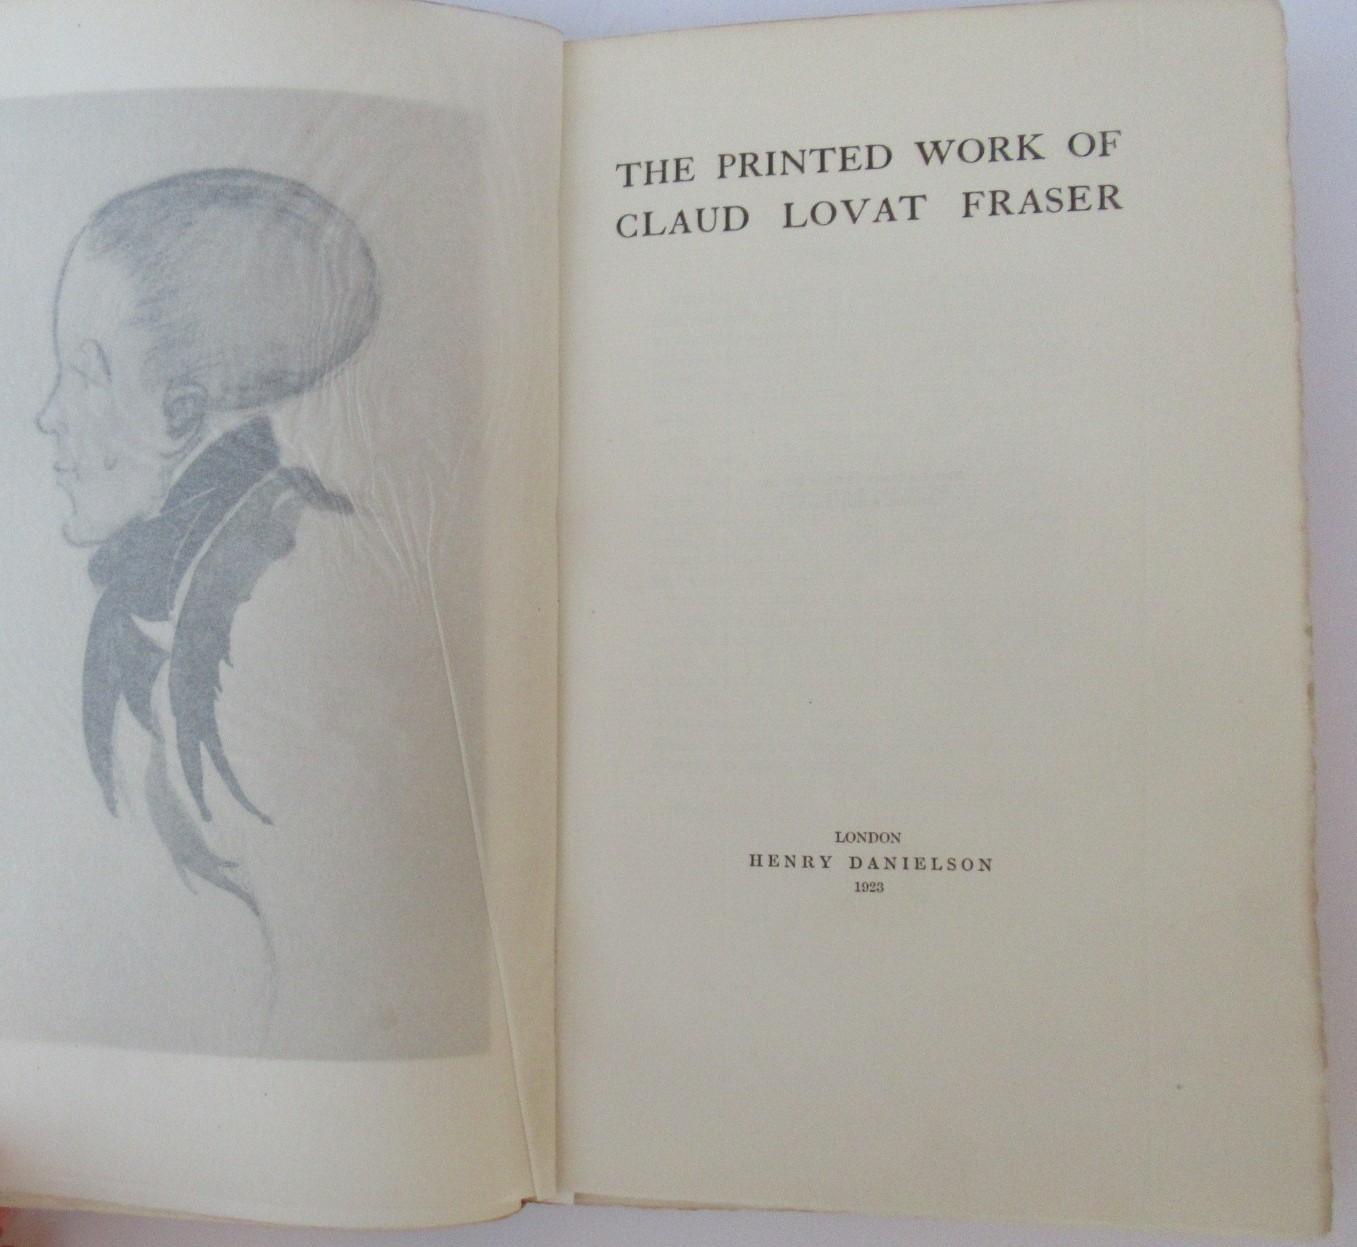 THE PRINTED WORK OF
CLAUD LOVAT FRASER
LONDON
HENRY DANIELSON
1923